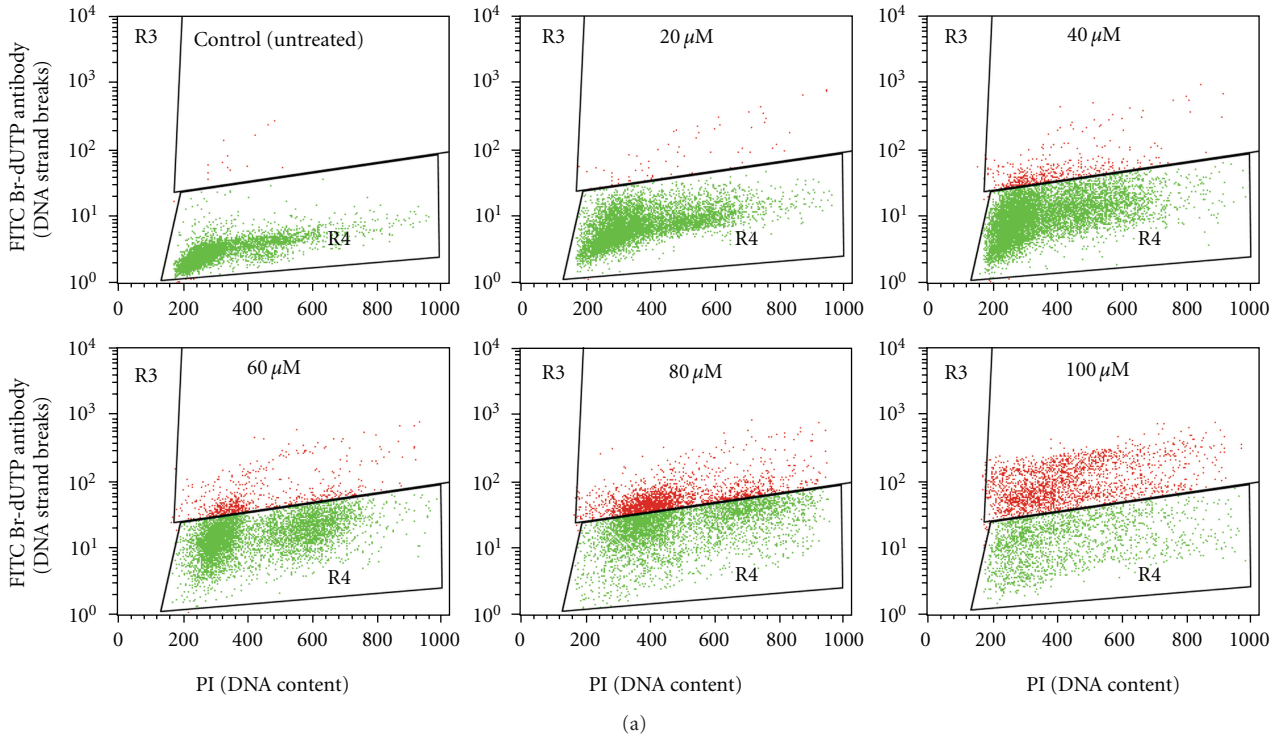 FITC Br-dUTP antibody
(DNA strand breaks)
10⁴
10³
10²
10¹
10⁰
R3
Control (untreated)
R4
0 200 400 600 800 1000
10⁴
10³
10²
10¹
10⁰
R3
20 µM
R4
0 200 400 600 800 1000
10⁴
10³
10²
10¹
10⁰
R3
40 µM
R4
0 200 400 600 800 1000
FITC Br-dUTP antibody
(DNA strand breaks)
10⁴
10³
10²
10¹
10⁰
R3
60 µM
R4
0 200 400 600 800 1000
PI (DNA content)
10⁴
10³
10²
10¹
10⁰
R3
80 µM
R4
0 200 400 600 800 1000
PI (DNA content)
10⁴
10³
10²
10¹
10⁰
R3
100 µM
R4
0 200 400 600 800 1000
PI (DNA content)
(a)